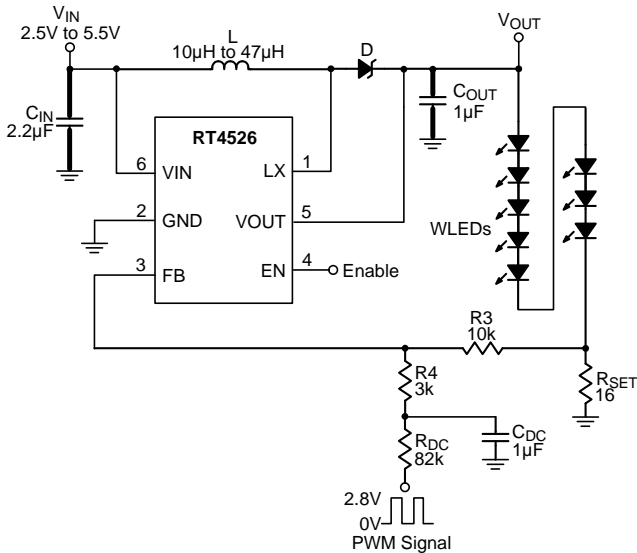 VIN
2.5V to 5.5V
L
10µH to 47µH
D
VOUT
CIN
2.2µF
COUT
1µF
RT4526
6 VIN
LX 1
2 GND
VOUT 5
3 FB
EN 4
Enable
WLEDs
R3
10k
R4
3k
RSET
16
RDC
82k
CDC
1µF
2.8V
0V
PWM Signal